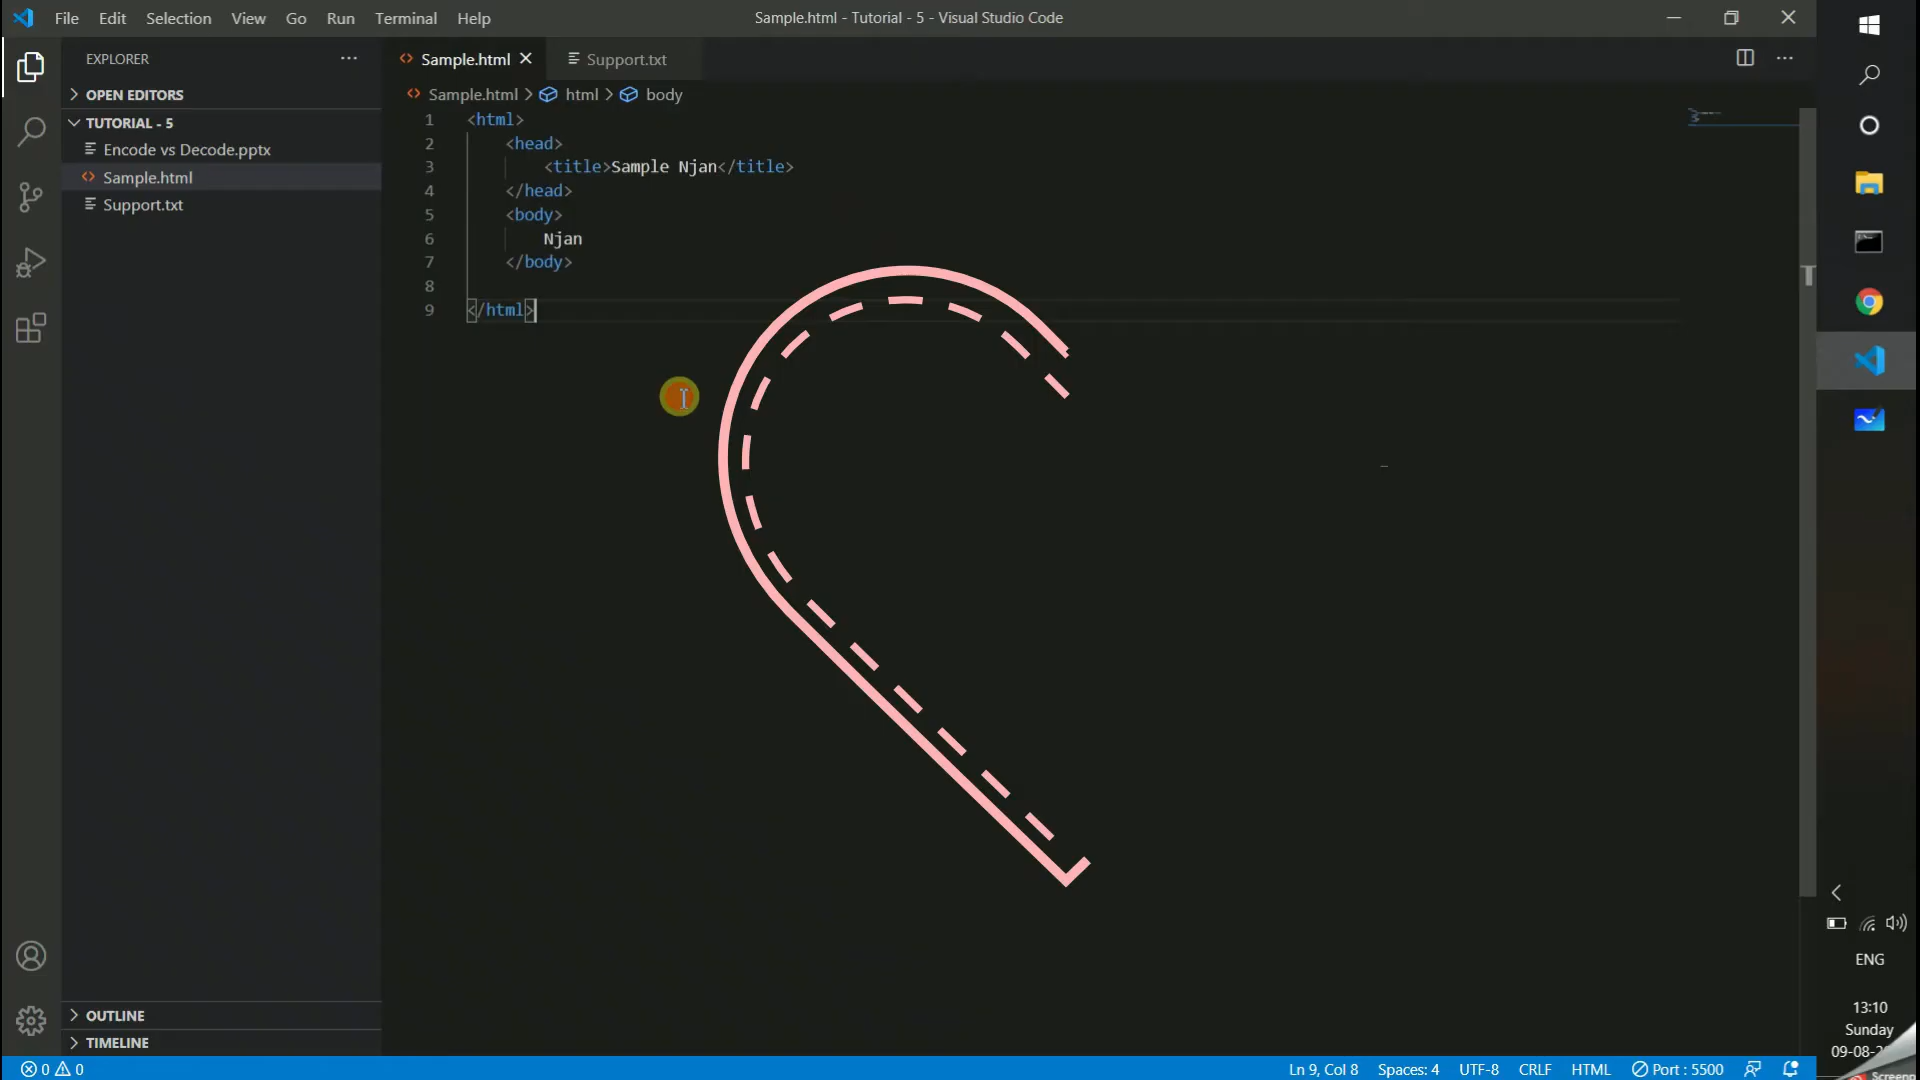 File Edit Selection View Go Run Terminal Help
Sample.html - Tutorial - 5 - Visual Studio Code
EXPLORER
OPEN EDITORS
TUTORIAL - 5
Encode vs Decode.pptx
Sample.html
Support.txt
OUTLINE
TIMELINE
Sample.html
Support.txt
Sample.html > html > body
1 <html>
2 <head>
3 <title>Sample Njan</title>
4 </head>
5 <body>
6 Njan
7 </body>
8
9 </html>
0 0
Ln 9, Col 8 Spaces: 4 UTF-8 CRLF HTML Port : 5500
ENG
13:10
Sunday
09-08-2